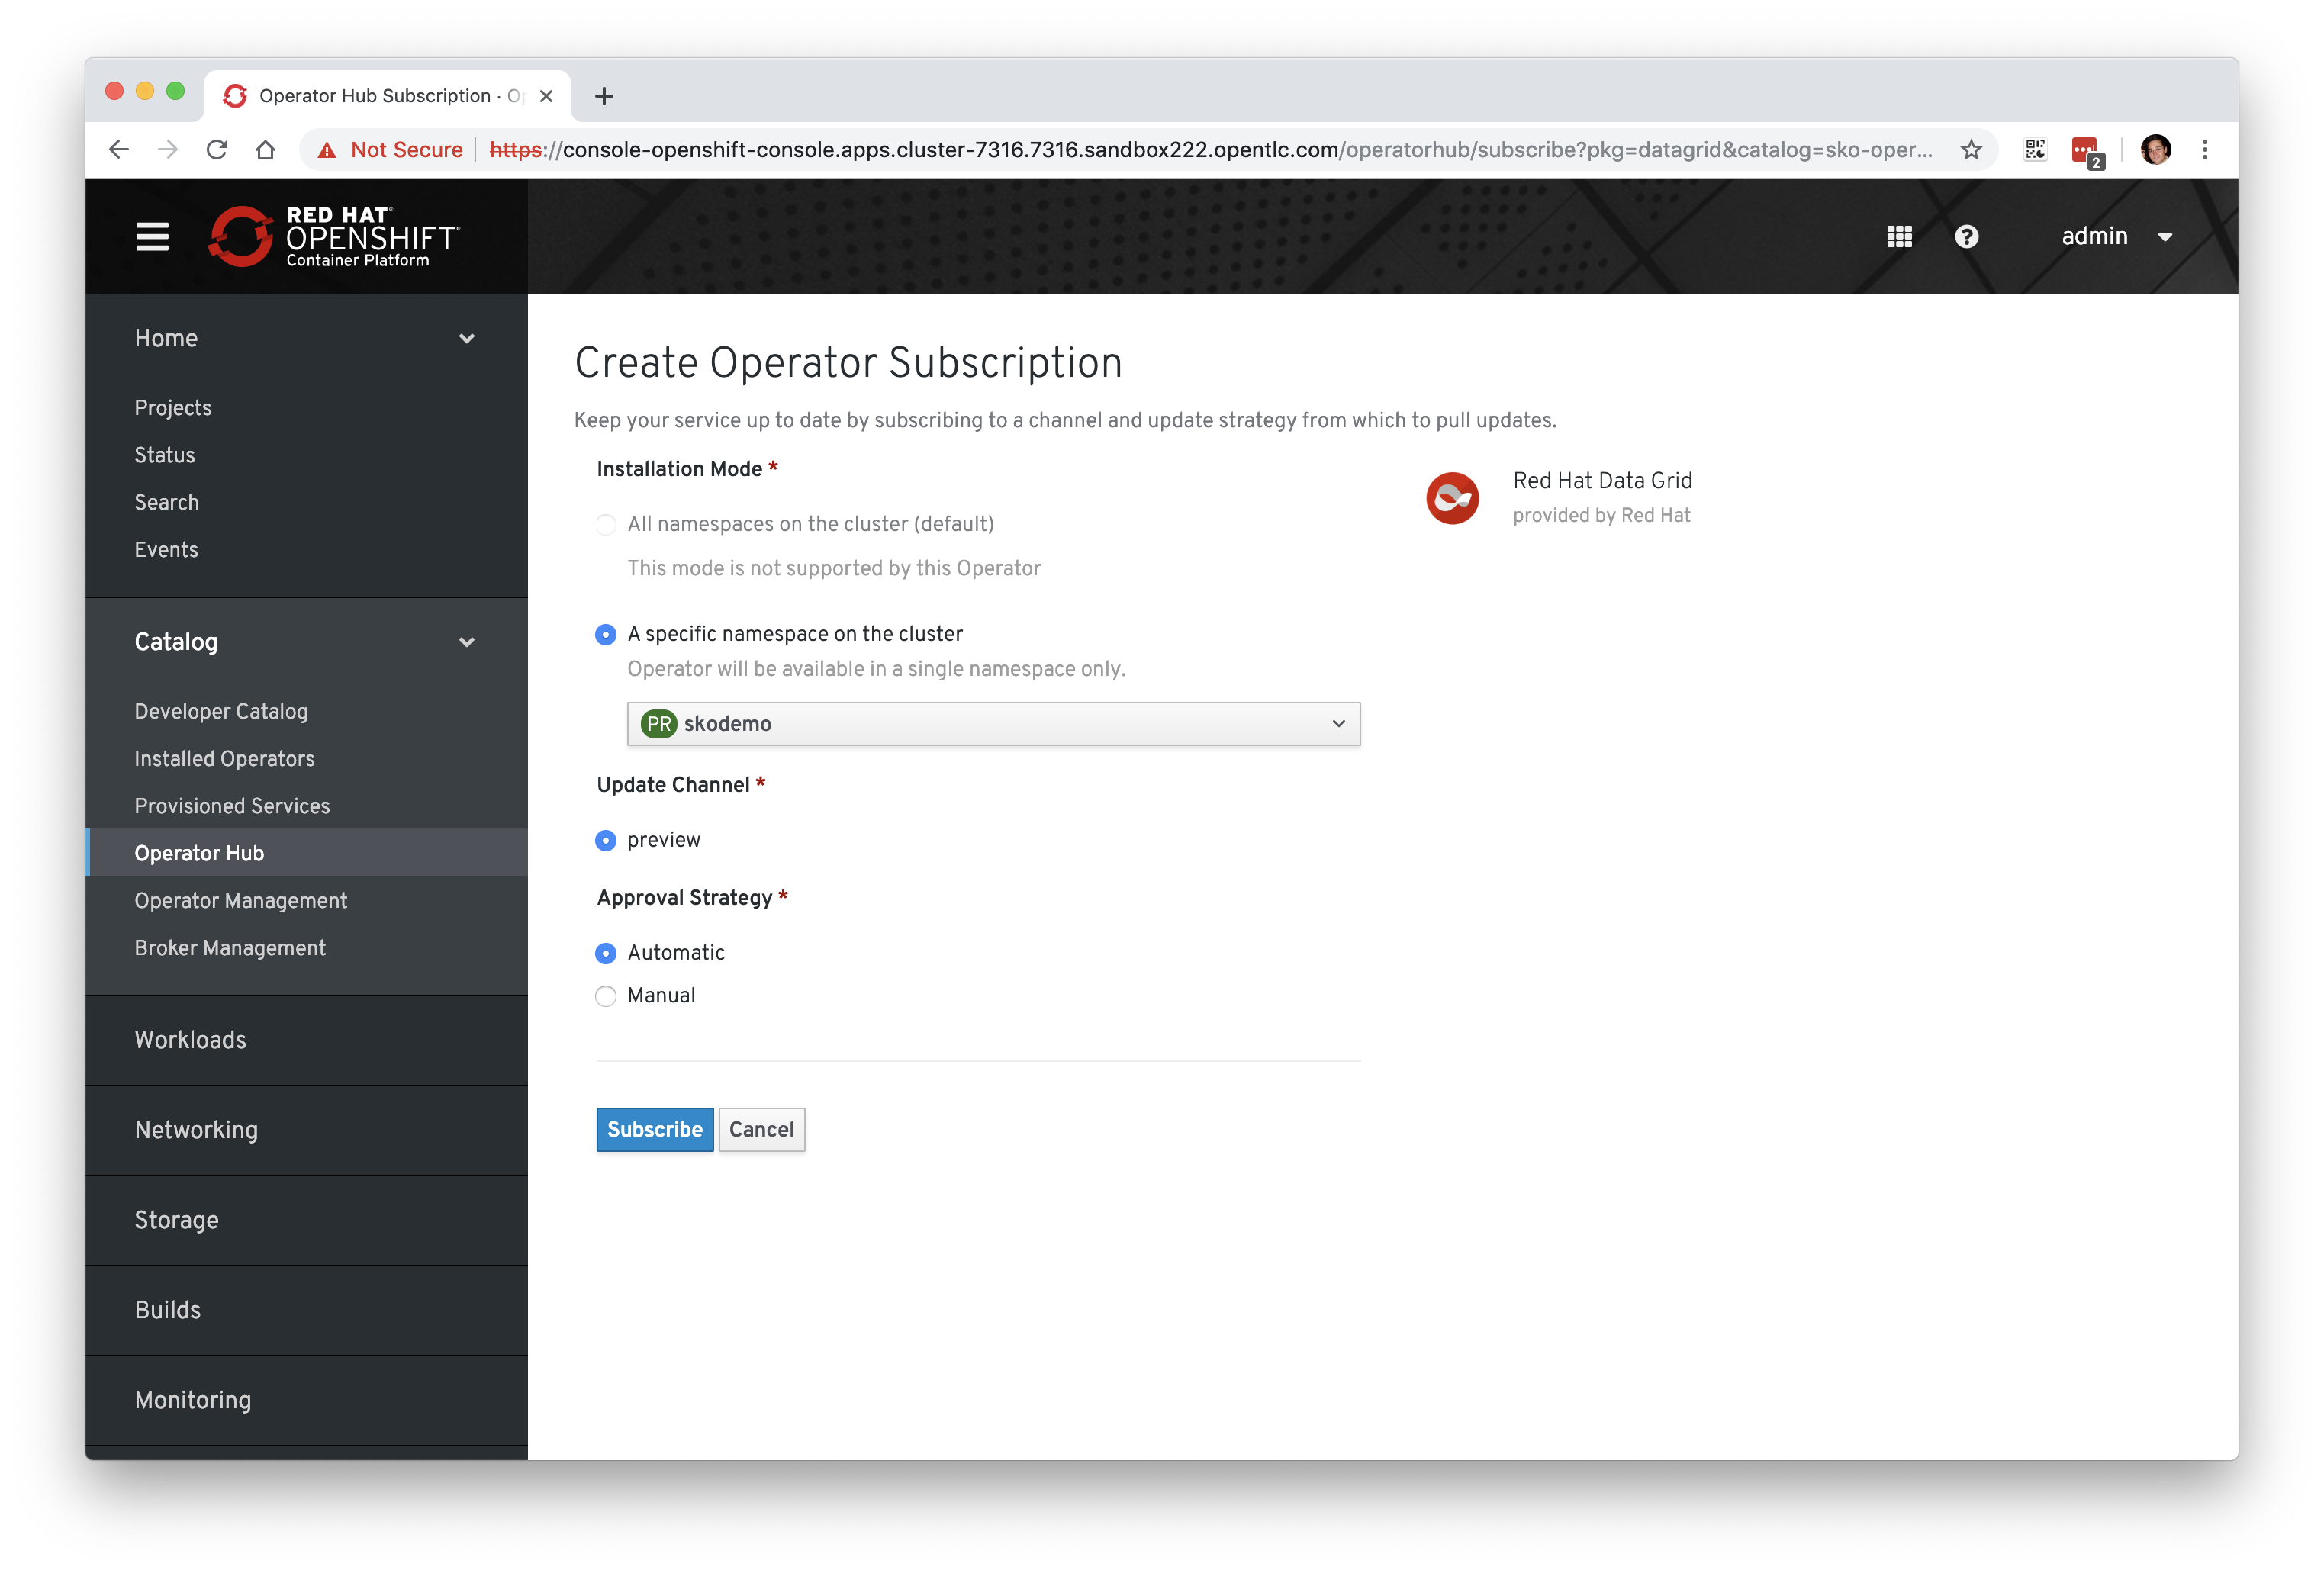 Operator Hub Subscription · Op
Not Secure
https://console-openshift-console.apps.cluster-7316.7316.sandbox222.opentlc.com/operatorhub/subscribe?pkg=datagrid&catalog=sko-oper...
2
RED HAT®
OPENSHIFT®
Container Platform
admin
Home
Projects
Status
Search
Events
Catalog
Developer Catalog
Installed Operators
Provisioned Services
Operator Hub
Operator Management
Broker Management
Workloads
Networking
Storage
Builds
Monitoring
Create Operator Subscription
Keep your service up to date by subscribing to a channel and update strategy from which to pull updates.
Installation Mode *
All namespaces on the cluster (default)
This mode is not supported by this Operator
A specific namespace on the cluster
Operator will be available in a single namespace only.
PR skodemo
Update Channel *
preview
Approval Strategy *
Automatic
Manual
Subscribe Cancel
Red Hat Data Grid
provided by Red Hat